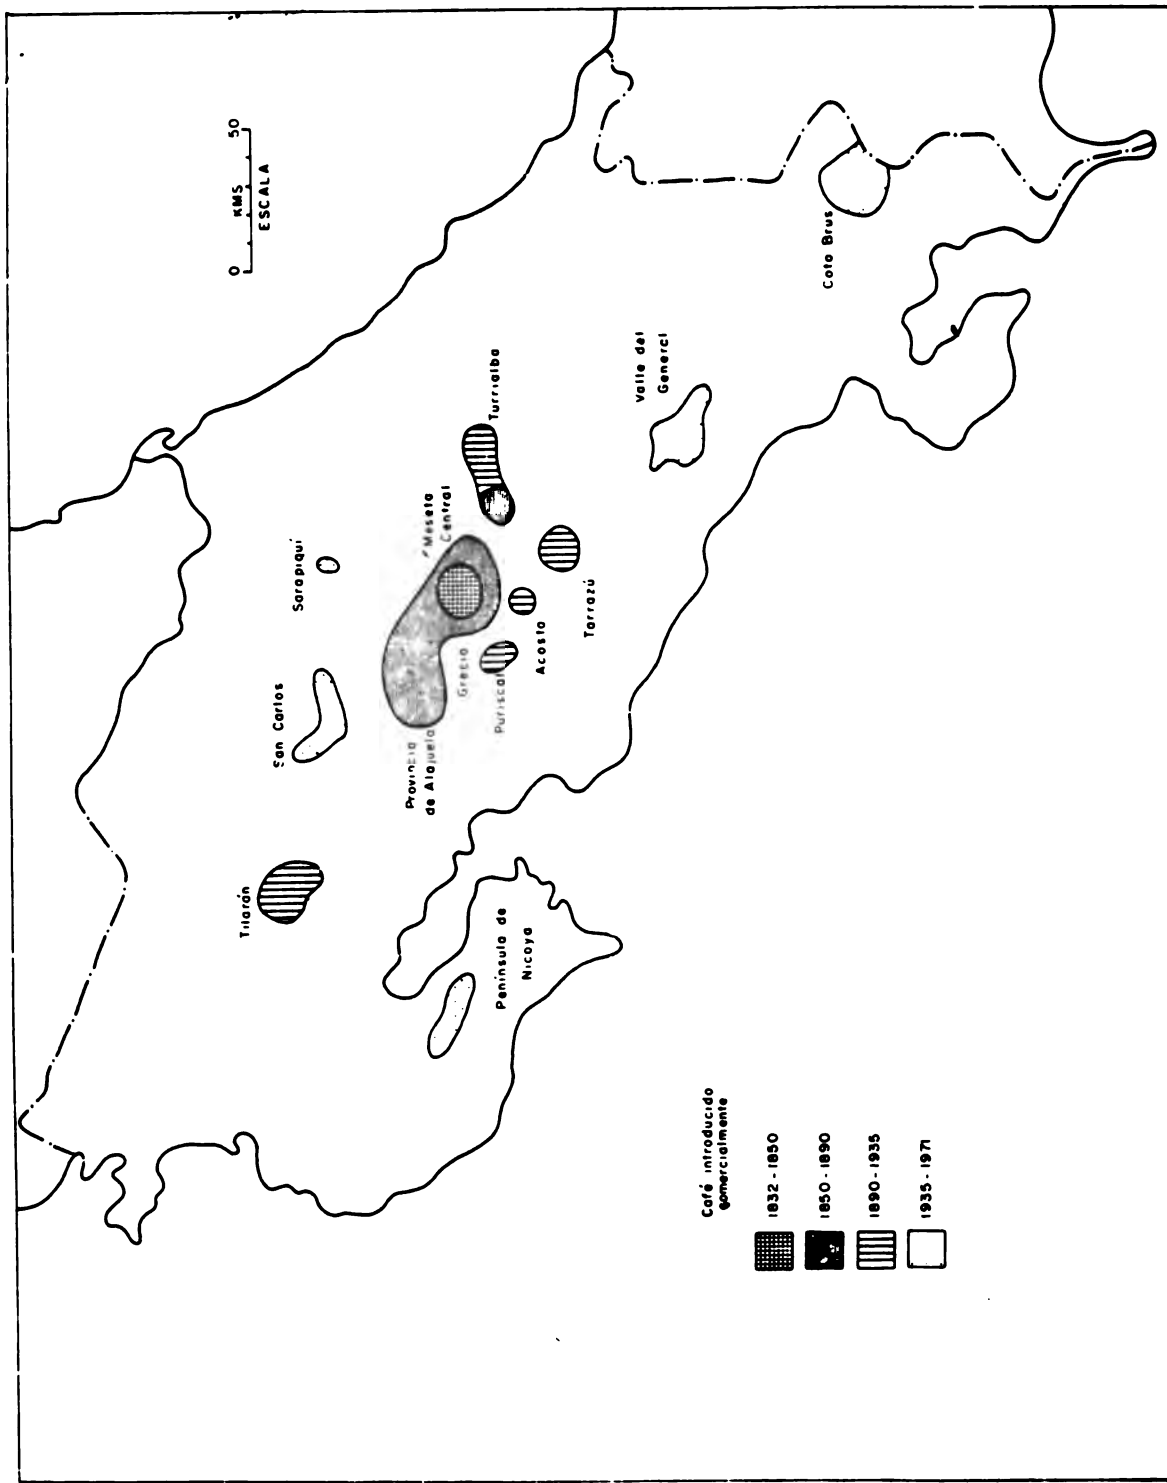 0 KMS 50
ESCALA
Tilarán
San Carlos
Sarapiquí
Provincia
de Alajuela
Grecia
Meseta
Central
Turrialba
Puriscal
Acosta
Tarrazú
Península de
Nicoya
Valle del
General
Coto Brus
Café introducido
comercialmente
1832 - 1850
1850 - 1890
1890 - 1935
1935 - 1971